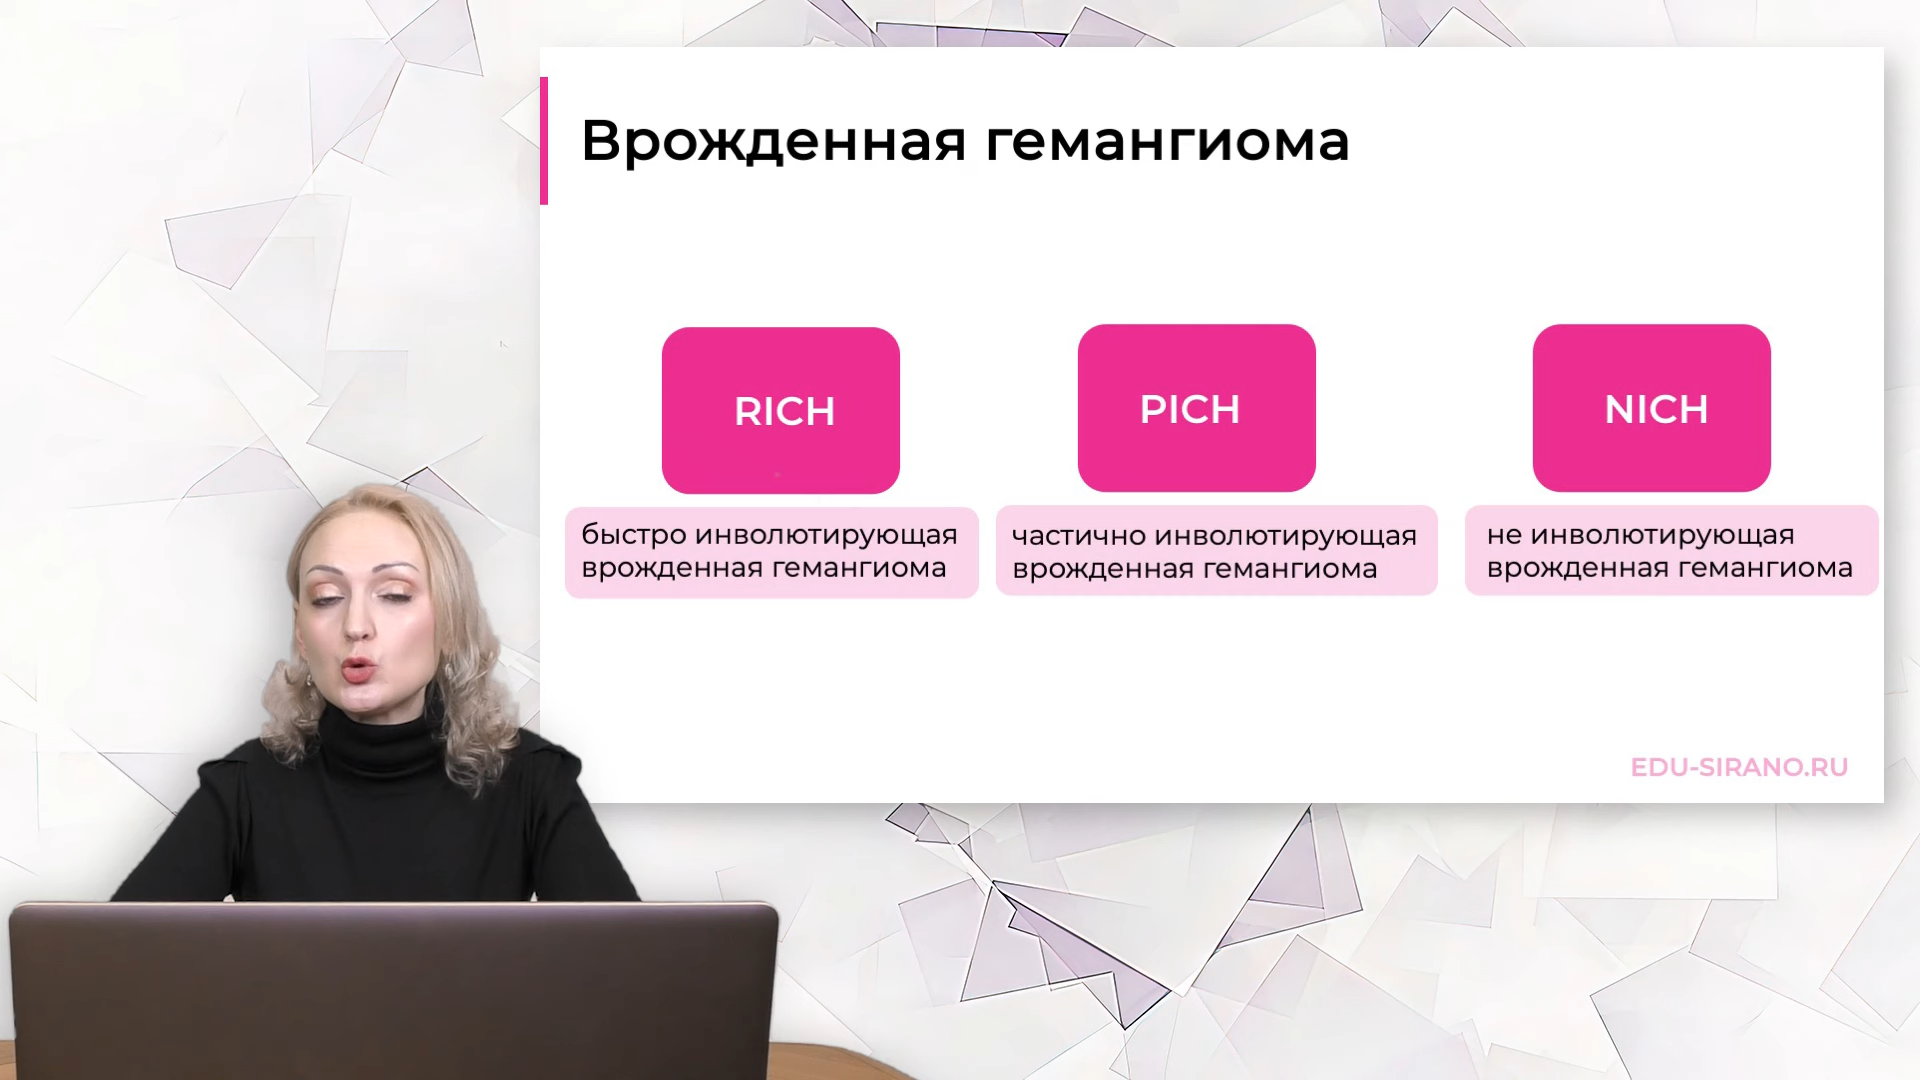 Врожденная гемангиома
RICH
PICH
NICH
быстро инволютирующая
врожденная гемангиома
частично инволютирующая
врожденная гемангиома
не инволютирующая
врожденная гемангиома
EDU-SIRANO.RU